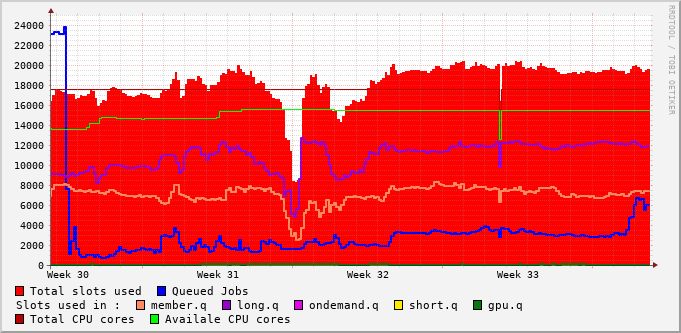 24000
22000
20000
18000
16000
14000
12000
10000
8000
6000
4000
2000
0
Week 30 Week 31 Week 32 Week 33
Total slots used Queued Jobs
Slots used in : member.q long.q ondemand.q short.q gpu.q
Total CPU cores Availale CPU cores
RRDTOOL / TOBI OETIKER